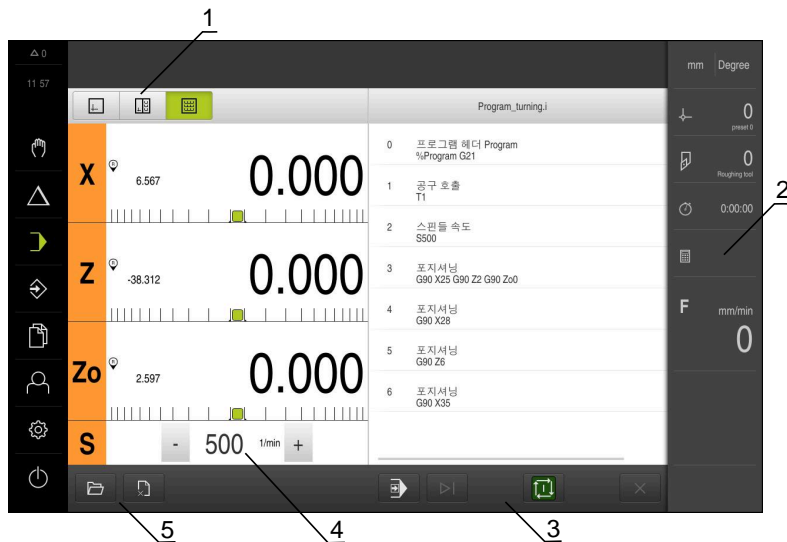 1
△ 0
11 57
mm Degree
Program_turning.i
0
preset 0
0
Roughing tool
0:00:00
2
F mm/min
0
X R 6.567 0.000
Z R -38.312 0.000
Zo R 2.597 0.000
S - 500 1/min +
0 프로그램 헤더 Program
%Program G21
1 공구 호출
T1
2 스핀들 속도
S500
3 포지셔닝
G90 X25 G90 Z2 G90 Zo0
4 포지셔닝
G90 X28
5 포지셔닝
G90 Z6
6 포지셔닝
G90 X35
5
4
3